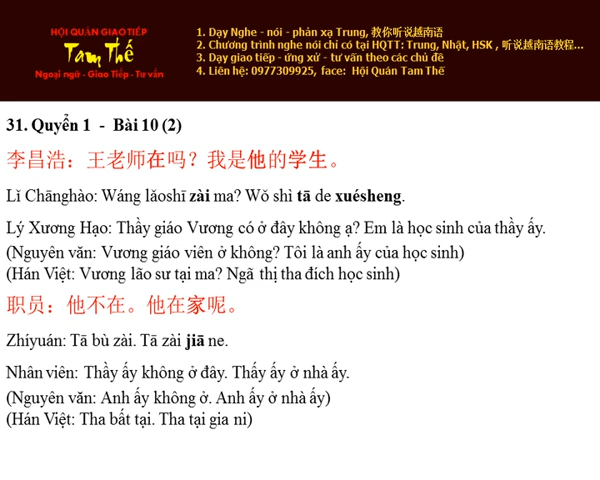 HỘI QUÁN GIAO TIẾP
Tam Thế
Ngoại ngữ - Giao Tiếp - Tư vấn
1. Dạy Nghe - nói - phản xạ Trung, 教你听说越南语
2. Chương trình nghe nói chỉ có tại HQTT: Trung, Nhật, HSK , 听说越南语教程...
3. Dạy giao tiếp - ứng xử - tư vấn theo các chủ đề
4. Liên hệ: 0977309925, face: Hội Quán Tam Thế
31. Quyển 1 - Bài 10 (2)
李昌浩：王老师在吗？我是他的学生。
Lǐ Chānghào: Wáng lǎoshī zài ma? Wǒ shì tā de xuésheng.
Lý Xương Hạo: Thầy giáo Vương có ở đây không ạ? Em là học sinh của thầy ấy.
(Nguyên văn: Vương giáo viên ở không? Tôi là anh ấy của học sinh)
(Hán Việt: Vương lão sư tại ma? Ngã thị tha đích học sinh)
职员：他不在。他在家呢。
Zhíyuán: Tā bù zài. Tā zài jiā ne.
Nhân viên: Thầy ấy không ở đây. Thấy ấy ở nhà ấy.
(Nguyên văn: Anh ấy không ở. Anh ấy ở nhà ấy)
(Hán Việt: Tha bất tại. Tha tại gia ni)